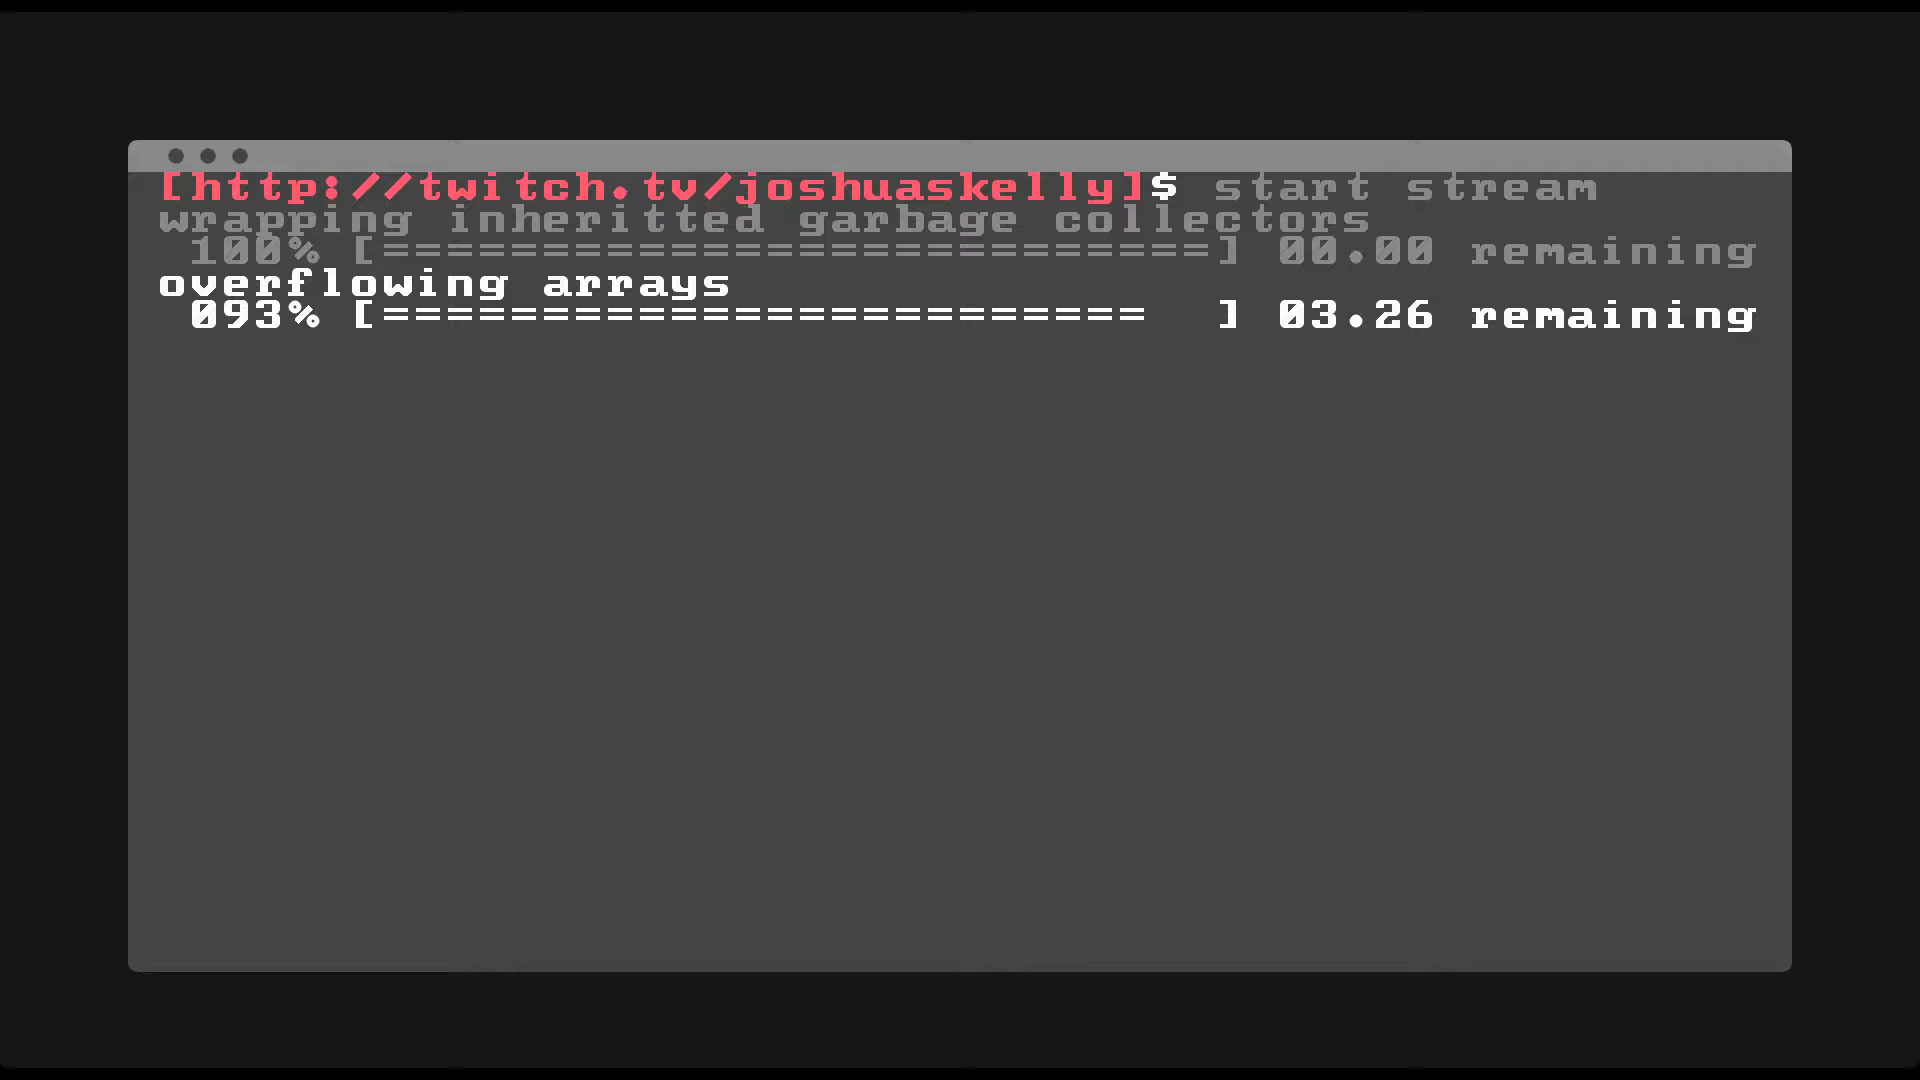 [http://twitch.tv/joshuaskelly]$ start stream
wrapping inheritted garbage collectors
100% [==========================] 00.00 remaining
overflowing arrays
093% [========================  ] 03.26 remaining